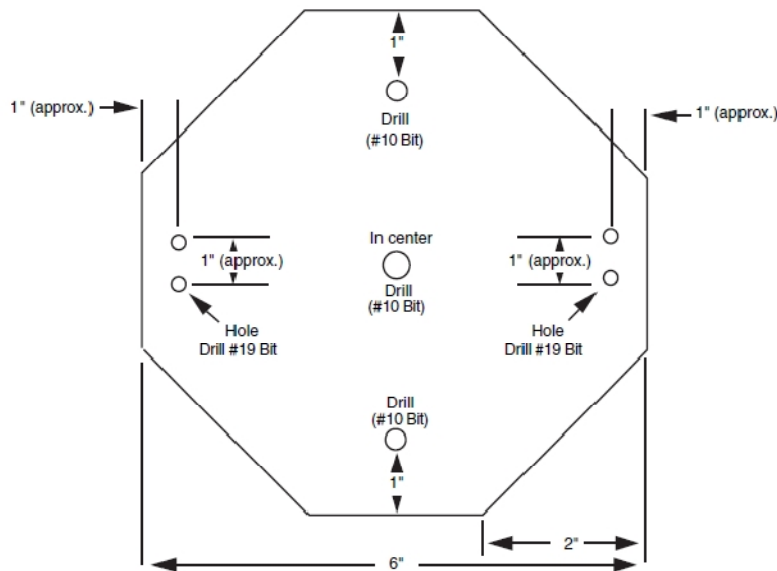 1"
1" (approx.)
1" (approx.)
Drill
(#10 Bit)
In center
1" (approx.)
1" (approx.)
Drill
(#10 Bit)
Hole
Drill #19 Bit
Hole
Drill #19 Bit
Drill
(#10 Bit)
1"
2"
6"